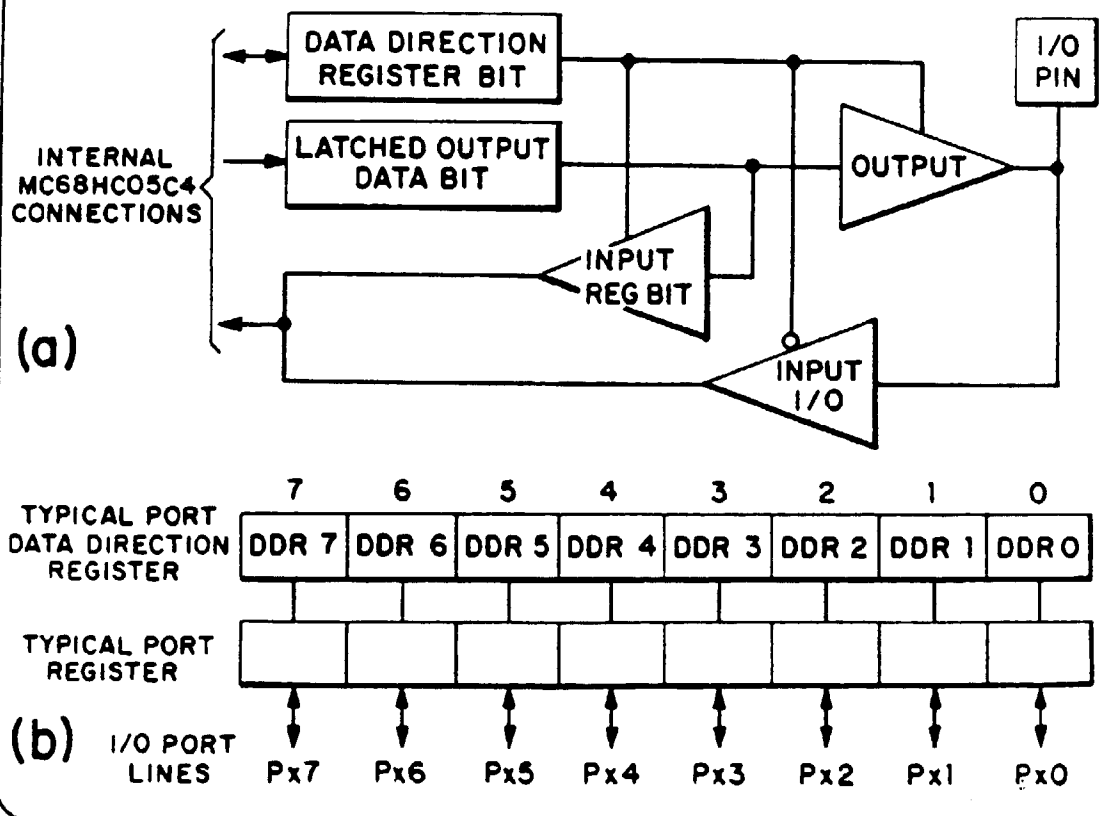 DATA DIRECTION
REGISTER BIT
I/O
PIN
LATCHED OUTPUT
DATA BIT
OUTPUT
INTERNAL
MC68HC05C4
CONNECTIONS
INPUT
REG BIT
(a)
INPUT
I/O
7 6 5 4 3 2 1 0
TYPICAL PORT
DATA DIRECTION
REGISTER
DDR 7 DDR 6 DDR 5 DDR 4 DDR 3 DDR 2 DDR 1 DDR 0
TYPICAL PORT
REGISTER
(b)
I/O PORT
LINES
Px7 Px6 Px5 Px4 Px3 Px2 Px1 Px0